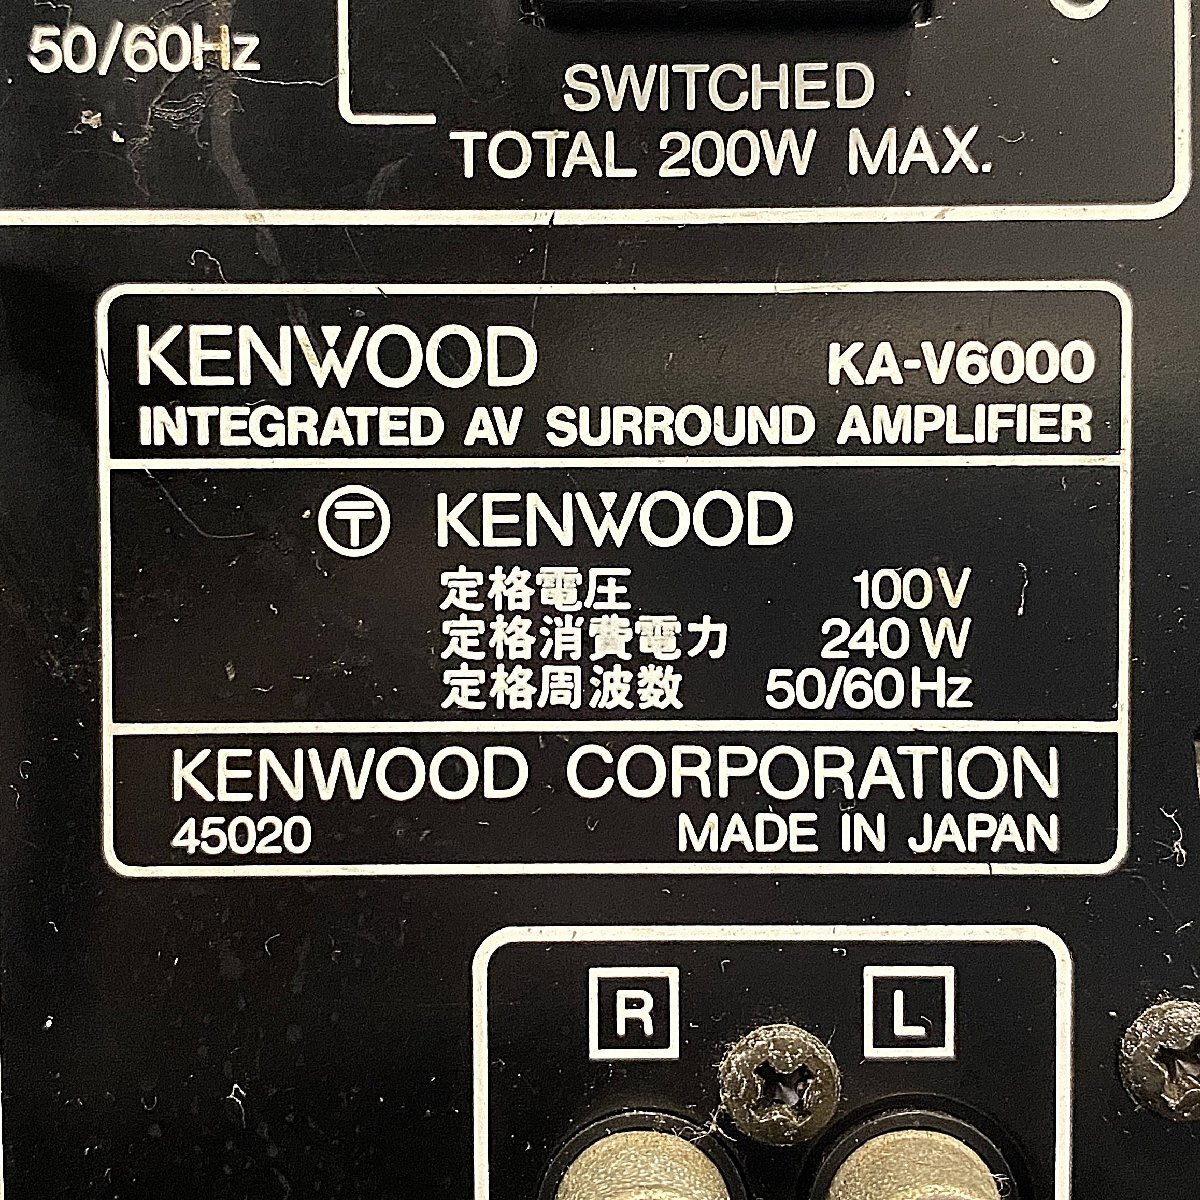 50/60Hz
SWITCHED
TOTAL 200W MAX.
KENWOOD KA-V6000
INTEGRATED AV SURROUND AMPLIFIER
〒 KENWOOD
定格電圧 100V
定格消費電力 240W
定格周波数 50/60Hz
KENWOOD CORPORATION
45020 MADE IN JAPAN
R L